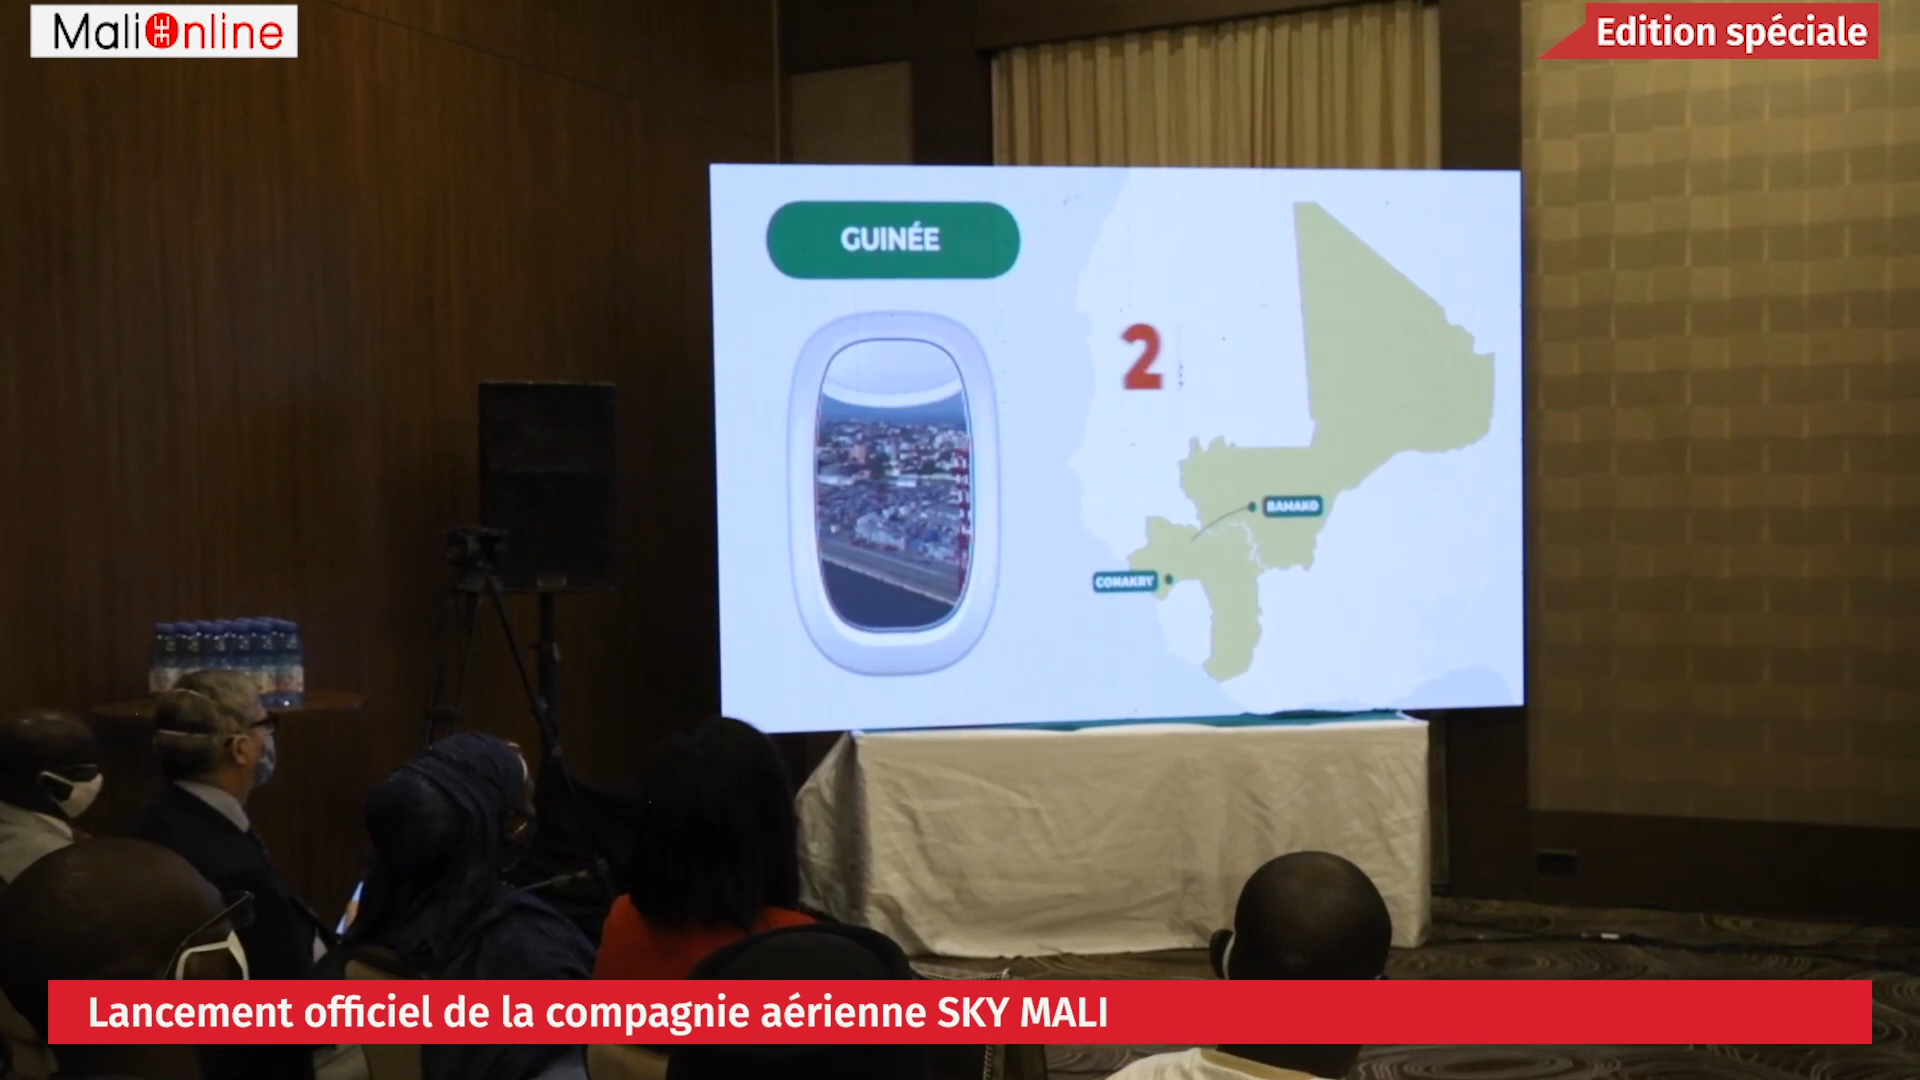 MaliOnline
Edition spéciale
GUINÉE
2
BAMAKO
CONAKRY
Lancement officiel de la compagnie aérienne SKY MALI